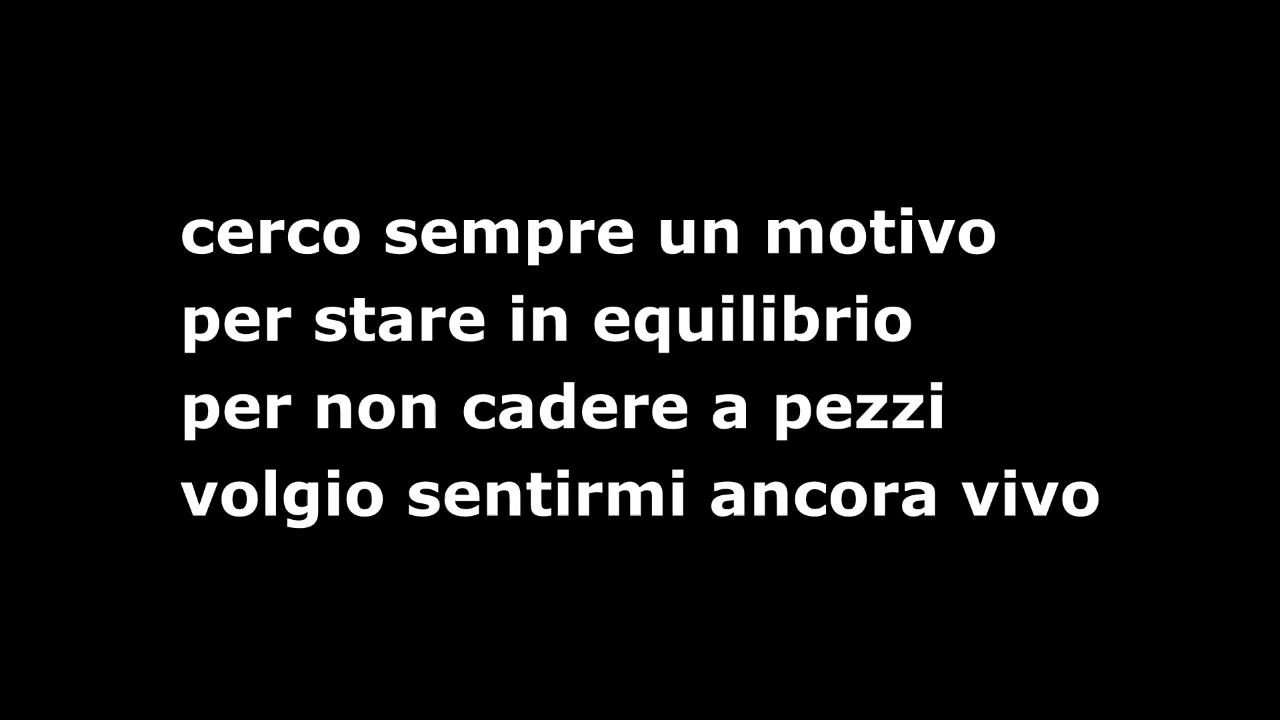 cerco sempre un motivo
per stare in equilibrio
per non cadere a pezzi
volgio sentirmi ancora vivo